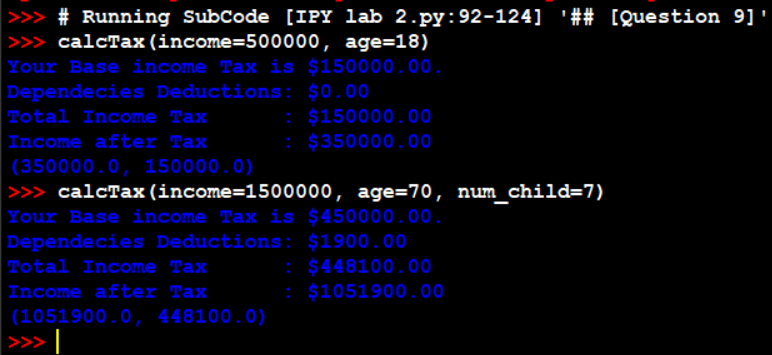 >>> # Running SubCode [IPY lab 2.py:92-124] '## [Question 9]'
>>> calcTax(income=500000, age=18)
Your Base income Tax is $150000.00.
Dependecies Deductions: $0.00
Total Income Tax      : $150000.00
Income after Tax      : $350000.00
(350000.0, 150000.0)
>>> calcTax(income=1500000, age=70, num_child=7)
Your Base income Tax is $450000.00.
Dependecies Deductions: $1900.00
Total Income Tax      : $448100.00
Income after Tax      : $1051900.00
(1051900.0, 448100.0)
>>>